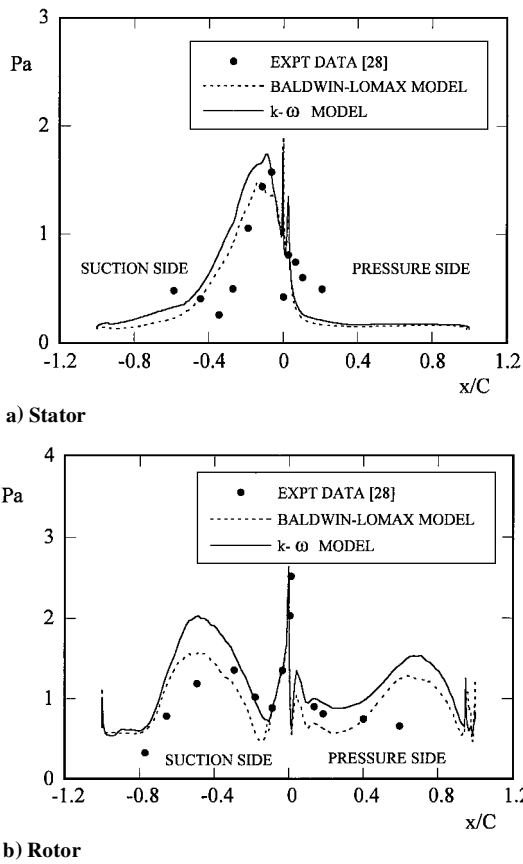 3
Pa
EXPT DATA [28]
BALDWIN-LOMAX MODEL
k- ω MODEL
2
1
SUCTION SIDE
PRESSURE SIDE
0
-1.2
-0.8
-0.4
0
0.4
0.8
1.2
x/C
a) Stator
4
Pa
EXPT DATA [28]
BALDWIN-LOMAX MODEL
k- ω MODEL
3
2
1
SUCTION SIDE
PRESSURE SIDE
0
-1.2
-0.8
-0.4
0
0.4
0.8
1.2
x/C
b) Rotor